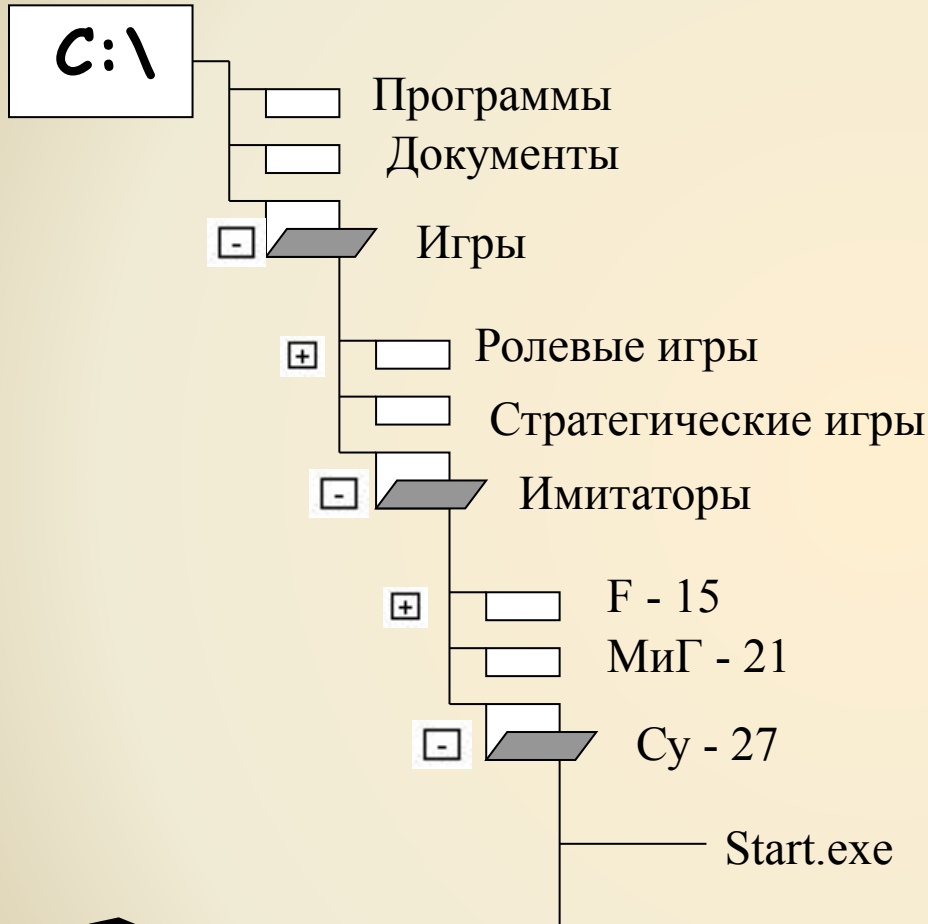 C:\
Программы
Документы
- Игры
+ Ролевые игры
Стратегические игры
- Имитаторы
+ F - 15
МиГ - 21
- Су - 27
Start.exe